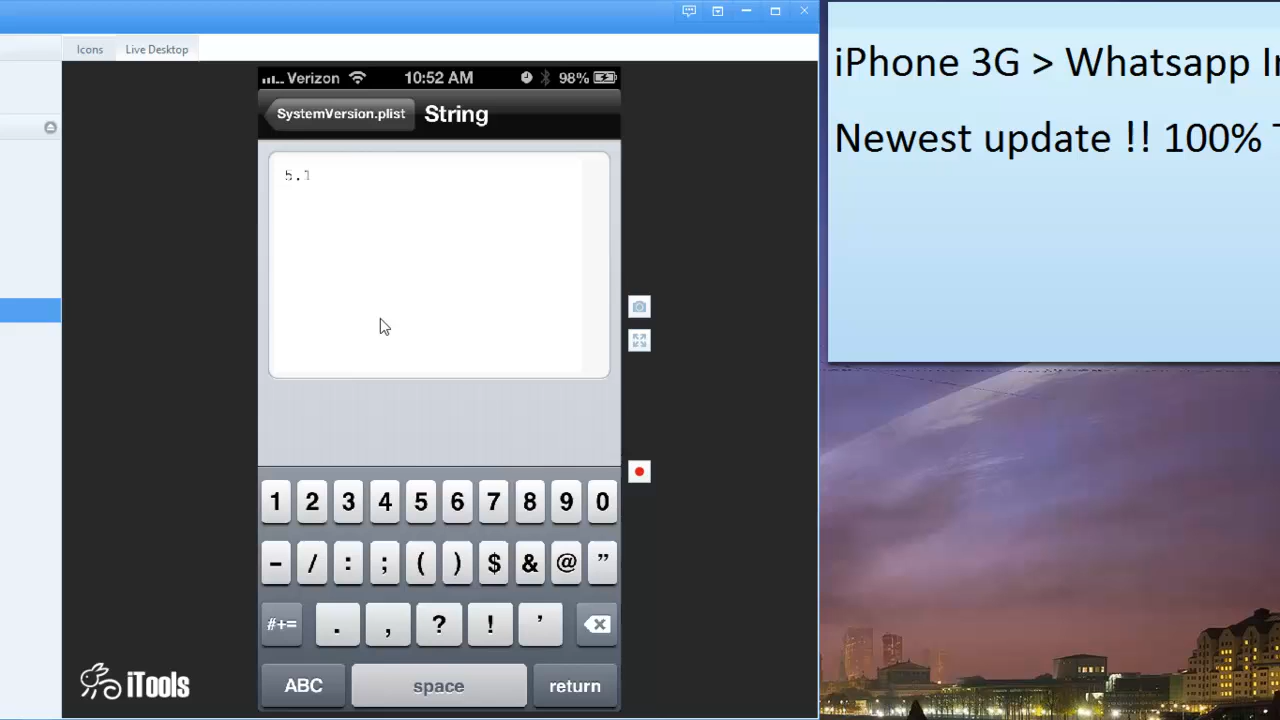 Icons
Live Desktop
Verizon 10:52 AM 98%
SystemVersion.plist
String
5.1
1 2 3 4 5 6 7 8 9 0
- / : ; ( ) $ & @ ”
#+= . , ? ! ’
ABC space return
iTools
iPhone 3G > Whatsapp
Newest update !! 100%